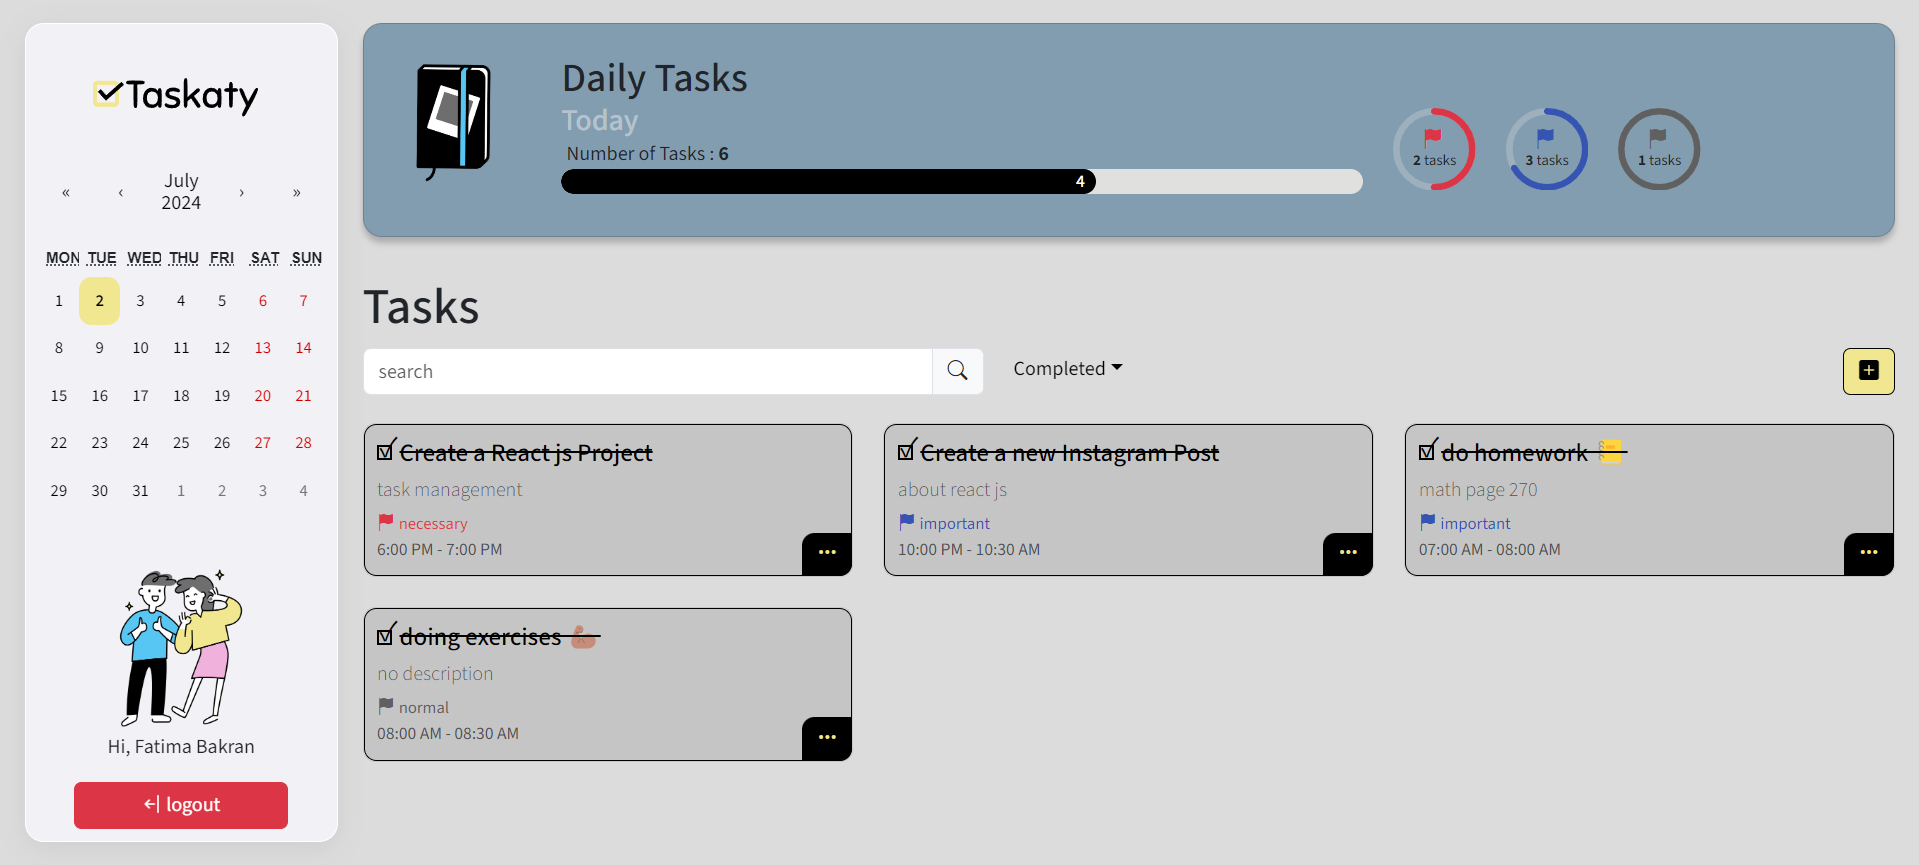 Taskaty
« ‹ July 2024 › »
MON TUE WED THU FRI SAT SUN
1 2 3 4 5 6 7
8 9 10 11 12 13 14
15 16 17 18 19 20 21
22 23 24 25 26 27 28
29 30 31 1 2 3 4
Hi, Fatima Bakran
logout
Daily Tasks
Today
Number of Tasks : 6
4
2 tasks
3 tasks
1 tasks
Tasks
search
Completed
Create a React js Project
task management
necessary
6:00 PM - 7:00 PM
Create a new Instagram Post
about react js
important
10:00 PM - 10:30 AM
do homework
math page 270
important
07:00 AM - 08:00 AM
doing exercises
no description
normal
08:00 AM - 08:30 AM